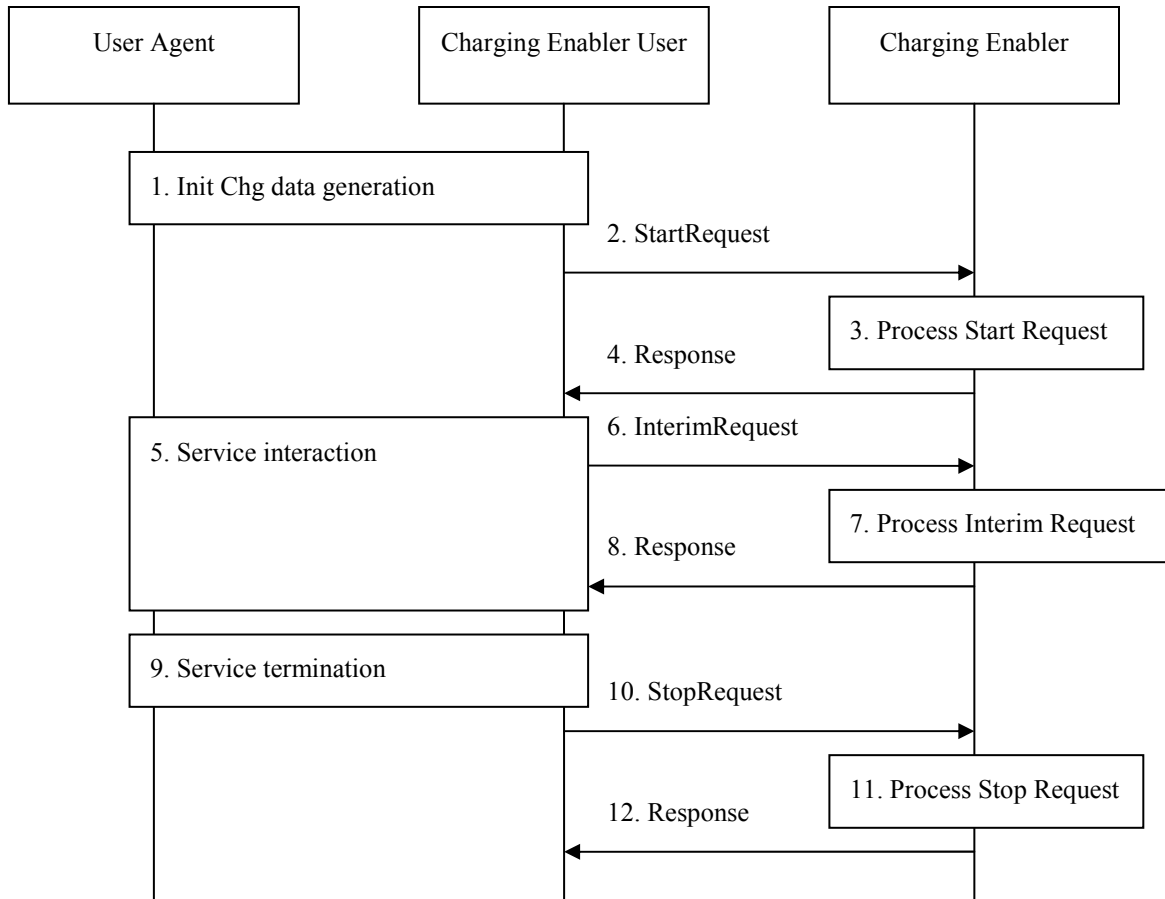 User Agent
Charging Enabler User
Charging Enabler
1. Init Chg data generation
2. StartRequest
3. Process Start Request
4. Response
5. Service interaction
6. InterimRequest
7. Process Interim Request
8. Response
9. Service termination
10. StopRequest
11. Process Stop Request
12. Response